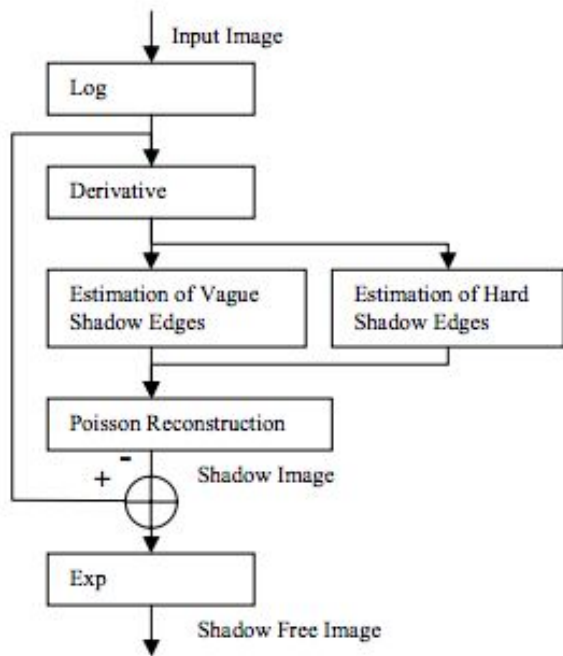 Input Image
Log
Derivative
Estimation of Vague
Shadow Edges
Estimation of Hard
Shadow Edges
Poisson Reconstruction
-
+
Shadow Image
Exp
Shadow Free Image